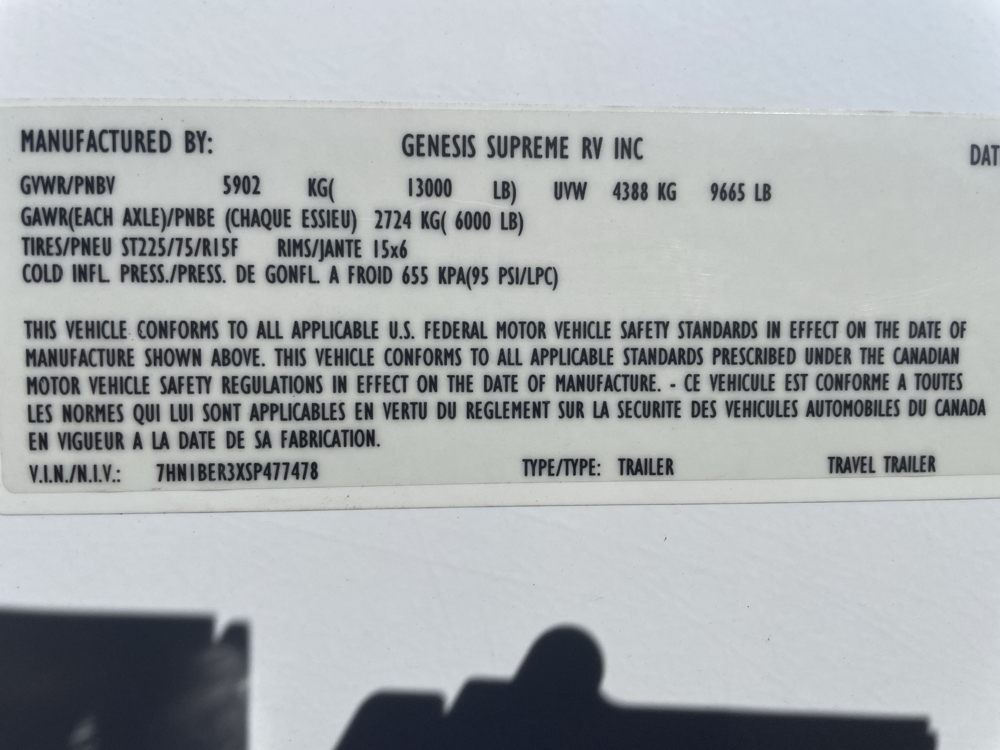 MANUFACTURED BY: GENESIS SUPREME RV INC DAT
GVWR/PNBV 5902 KG( 13000 LB) UVW 4388 KG 9665 LB
GAWR(EACH AXLE)/PNBE (CHAQUE ESSIEU) 2724 KG( 6000 LB)
TIRES/PNEU ST225/75/R15F RIMS/JANTE 15x6
COLD INFL. PRESS./PRESS. DE GONFL. A FROID 655 KPA(95 PSI/LPC)
THIS VEHICLE CONFORMS TO ALL APPLICABLE U.S. FEDERAL MOTOR VEHICLE SAFETY STANDARDS IN EFFECT ON THE DATE OF
MANUFACTURE SHOWN ABOVE. THIS VEHICLE CONFORMS TO ALL APPLICABLE STANDARDS PRESCRIBED UNDER THE CANADIAN
MOTOR VEHICLE SAFETY REGULATIONS IN EFFECT ON THE DATE OF MANUFACTURE. - CE VEHICULE EST CONFORME A TOUTES
LES NORMES QUI LUI SONT APPLICABLES EN VERTU DU REGLEMENT SUR LA SECURITE DES VEHICULES AUTOMOBILES DU CANADA
EN VIGUEUR A LA DATE DE SA FABRICATION.
V.I.N./N.I.V.: 7HN1BER3XSP477478 TYPE/TYPE: TRAILER TRAVEL TRAILER